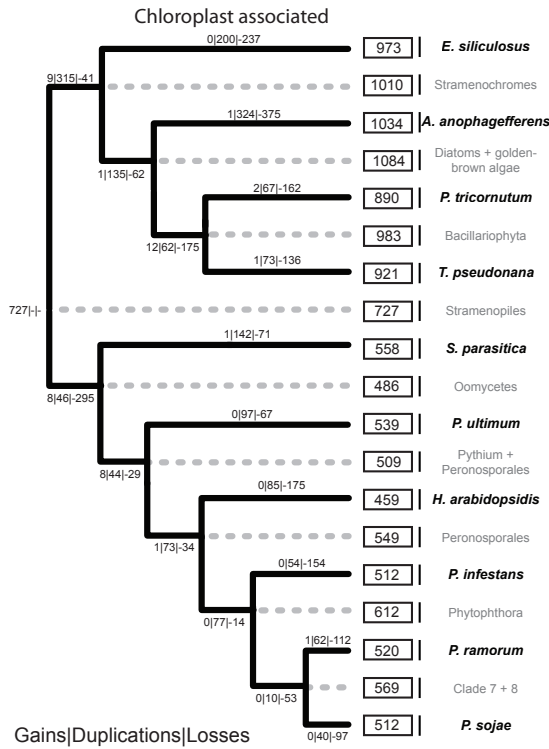 Chloroplast associated
0|200|-237
973
E. siliculosus
9|315|-41
1010
Stramenochromes
1|324|-375
1034
A. anophagefferens
1|135|-62
1084
Diatoms + golden-
brown algae
2|67|-162
890
P. tricornutum
12|62|-175
983
Bacillariophyta
1|73|-136
921
T. pseudonana
727|-|-
727
Stramenopiles
1|142|-71
558
S. parasitica
8|46|-295
486
Oomycetes
0|97|-67
539
P. ultimum
8|44|-29
509
Pythium +
Peronosporales
0|85|-175
459
H. arabidopsidis
1|73|-34
549
Peronosporales
0|54|-154
512
P. infestans
0|77|-14
612
Phytophthora
1|62|-112
520
P. ramorum
0|10|-53
569
Clade 7 + 8
0|40|-97
512
P. sojae
Gains|Duplications|Losses